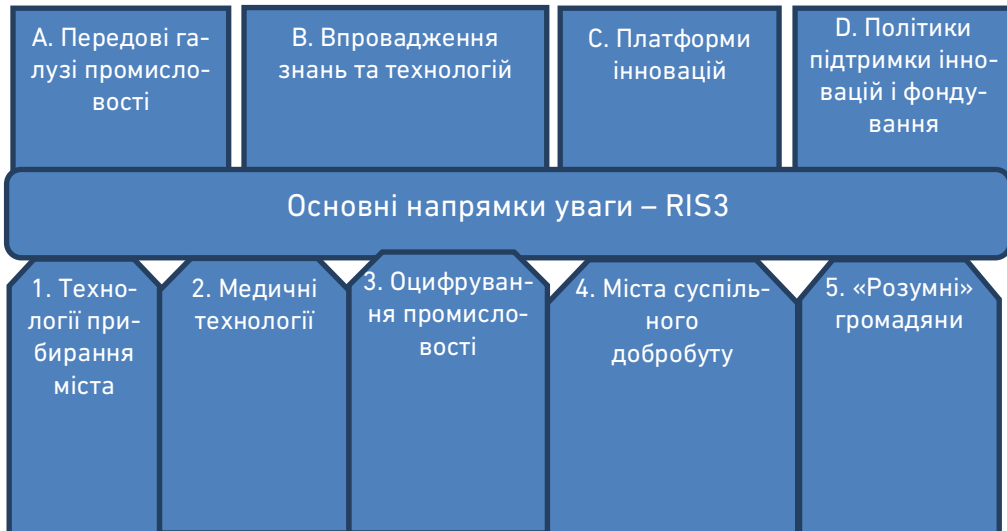 A. Передові га-
лузі промисло-
вості
B. Впровадження
знань та технологій
C. Платформи
інновацій
D. Політики
підтримки інно-
вацій і фонду-
вання
Основні напрямки уваги – RIS3
1. Техно-
логії при-
бирання
міста
2. Медичні
технології
3. Оцифруван-
ня промисло-
вості
4. Міста суспіль-
ного
добробуту
5. «Розумні»
громадяни